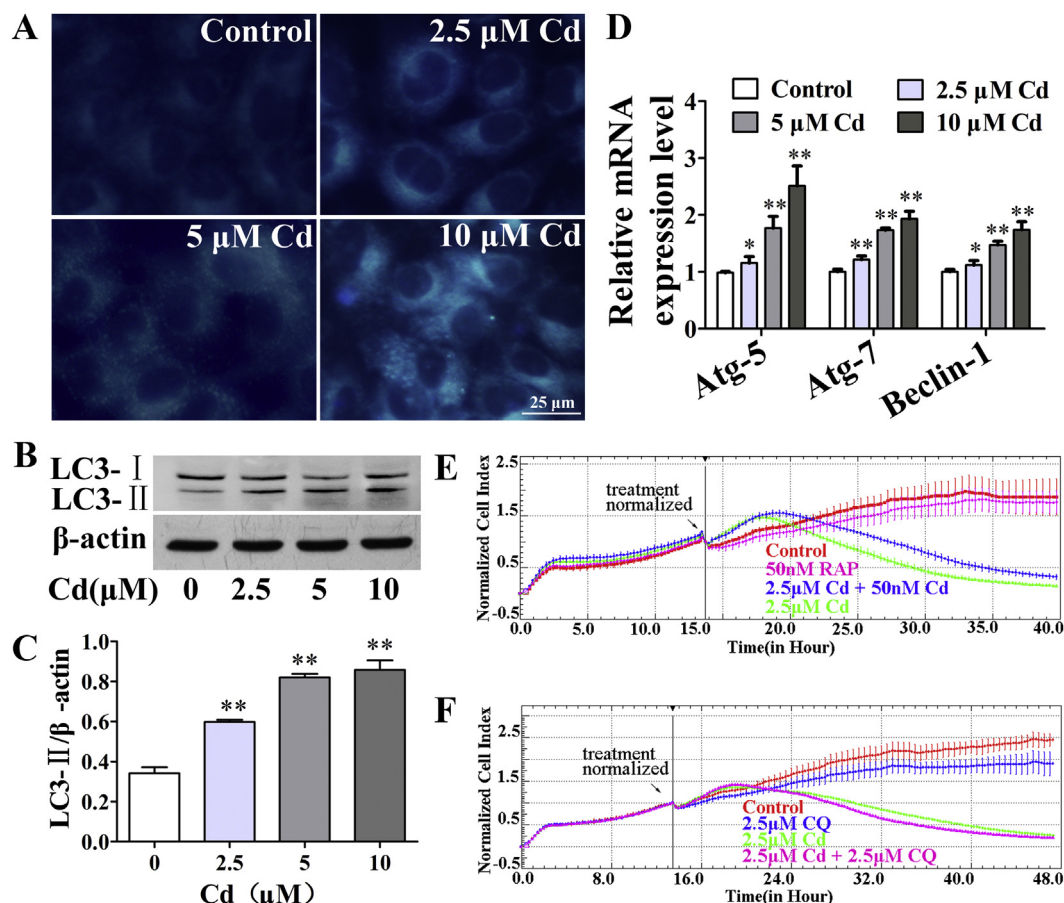 A
Control
2.5 µM Cd
5 µM Cd
10 µM Cd
25 µm
B
LC3-Ⅰ
LC3-Ⅱ
β-actin
Cd(µM) 0 2.5 5 10
C
LC3-Ⅱ/β -actin
1.0
0.8
0.6
0.4
0.2
0.0
**
**
**
0 2.5 5 10
Cd (µM)
D
Control
2.5 µM Cd
5 µM Cd
10 µM Cd
Relative mRNA
expression level
4
3
2
1
0
* ** **
** ** **
* ** **
Atg-5
Atg-7
Beclin-1
E
Normalized Cell Index
2.5
1.5
0.5
-0.5
treatment
normalized
Control
50nM RAP
2.5µM Cd + 50nM Cd
2.5µM Cd
0.0 5.0 10.0 15.0 20.0 25.0 30.0 35.0 40.0
Time(in Hour)
F
Normalized Cell Index
2.5
1.5
0.5
-0.5
treatment
normalized
Control
2.5µM CQ
2.5µM Cd
2.5µM Cd + 2.5µM CQ
0.0 8.0 16.0 24.0 32.0 40.0 48.0
Time(in Hour)